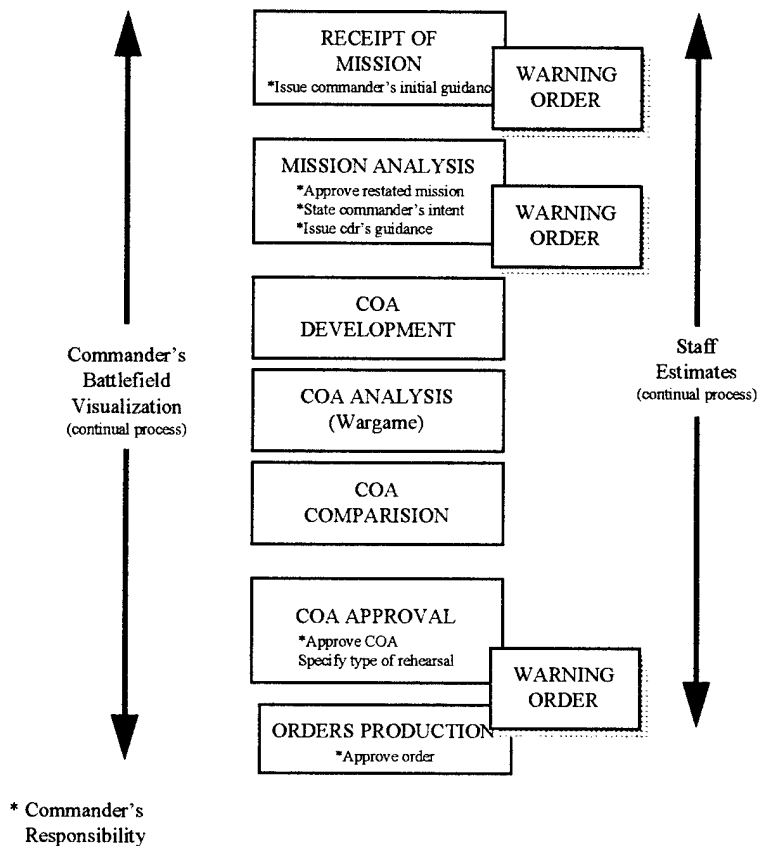 RECEIPT OF
MISSION
*Issue commander's initial guidance
WARNING
ORDER
MISSION ANALYSIS
*Approve restated mission
*State commander's intent
*Issue cdr's guidance
WARNING
ORDER
COA
DEVELOPMENT
Commander's
Battlefield
Visualization
(continual process)
COA ANALYSIS
(Wargame)
Staff
Estimates
(continual process)
COA
COMPARISION
COA APPROVAL
*Approve COA
Specify type of rehearsal
WARNING
ORDER
ORDERS PRODUCTION
*Approve order
* Commander's
Responsibility